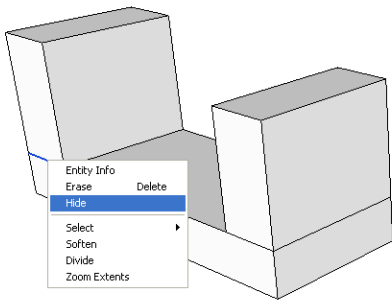 Entity Info
Erase Delete
Hide
Select
Soften
Divide
Zoom Extents